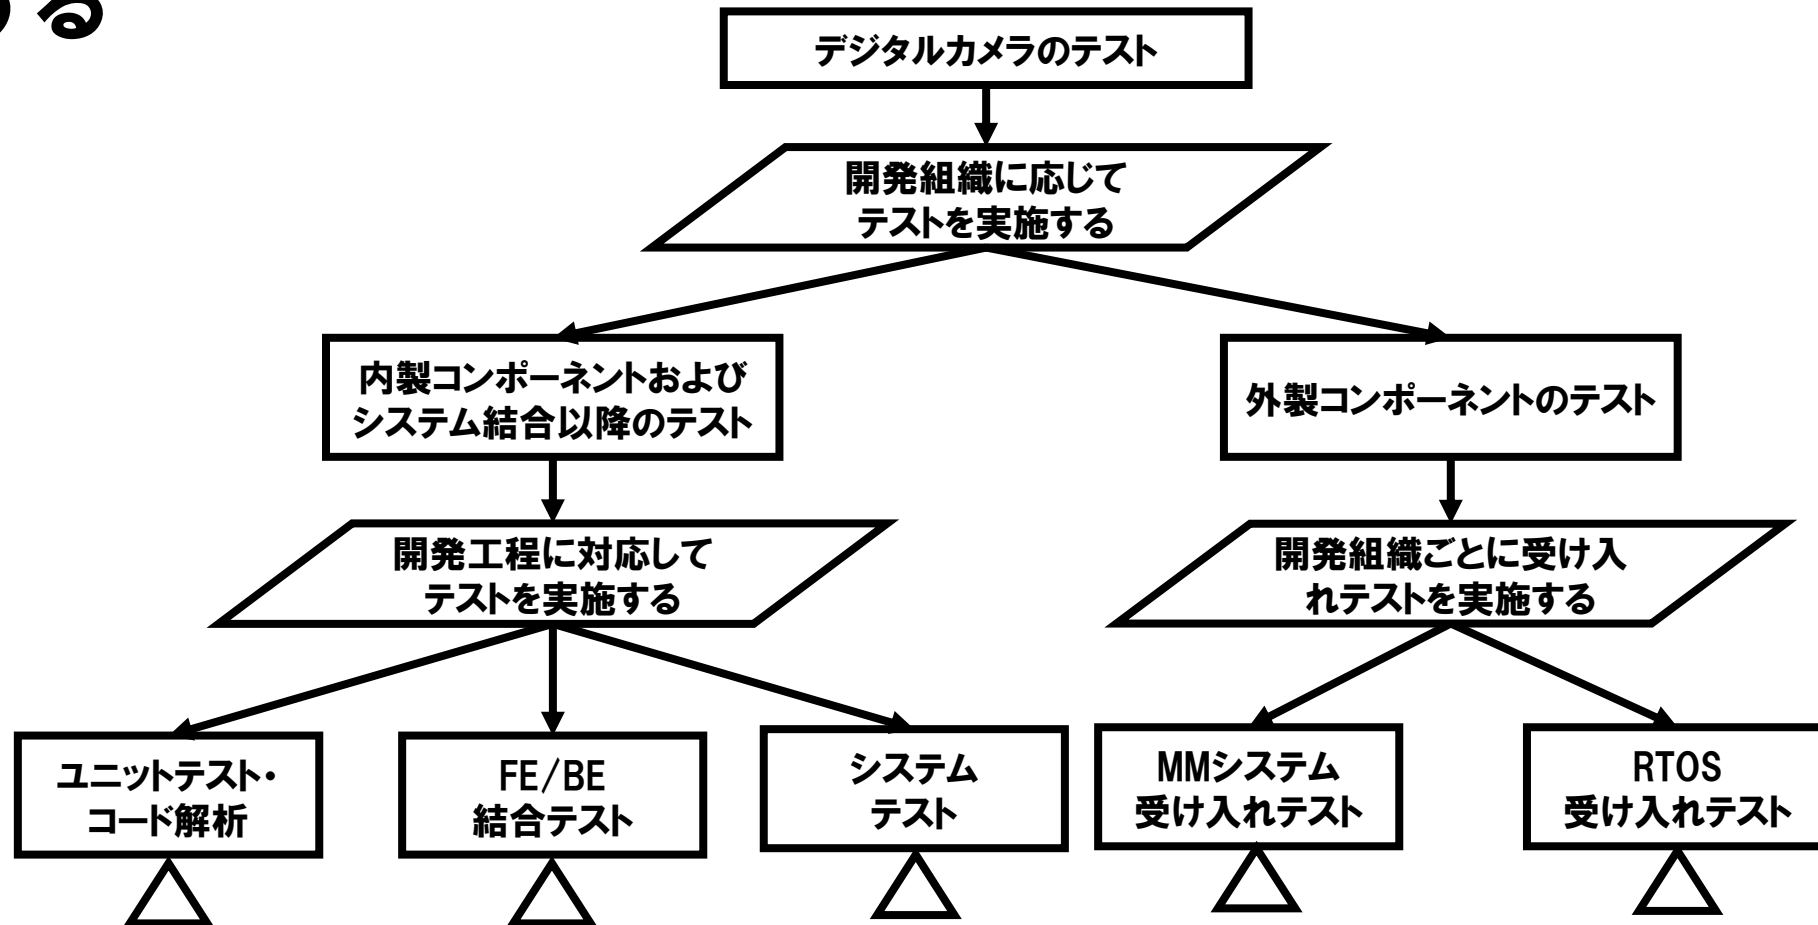 る
デジタルカメラのテスト
開発組織に応じて
テストを実施する
内製コンポーネントおよび
システム結合以降のテスト
外製コンポーネントのテスト
開発工程に対応して
テストを実施する
開発組織ごとに受け入
れテストを実施する
ユニットテスト・
コード解析
FE/BE
結合テスト
システム
テスト
MMシステム
受け入れテスト
RTOS
受け入れテスト